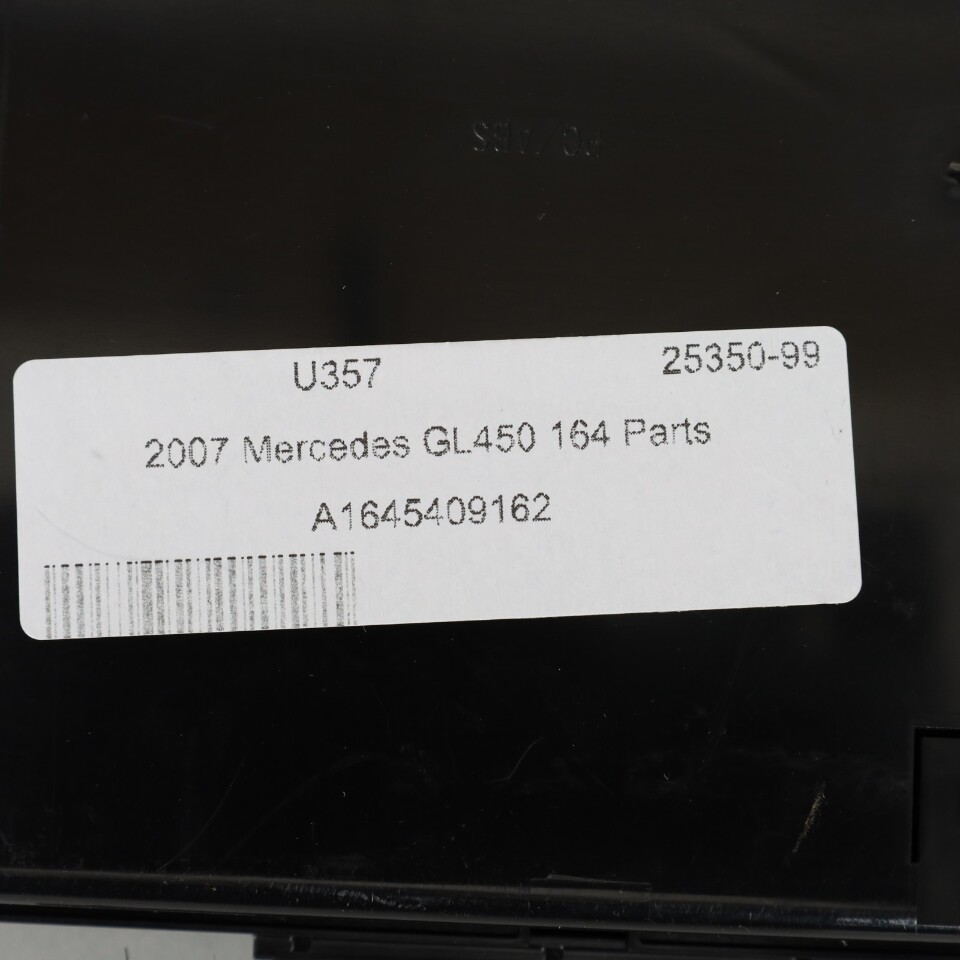 U357 25350-99
2007 Mercedes GL450 164 Parts
A1645409162